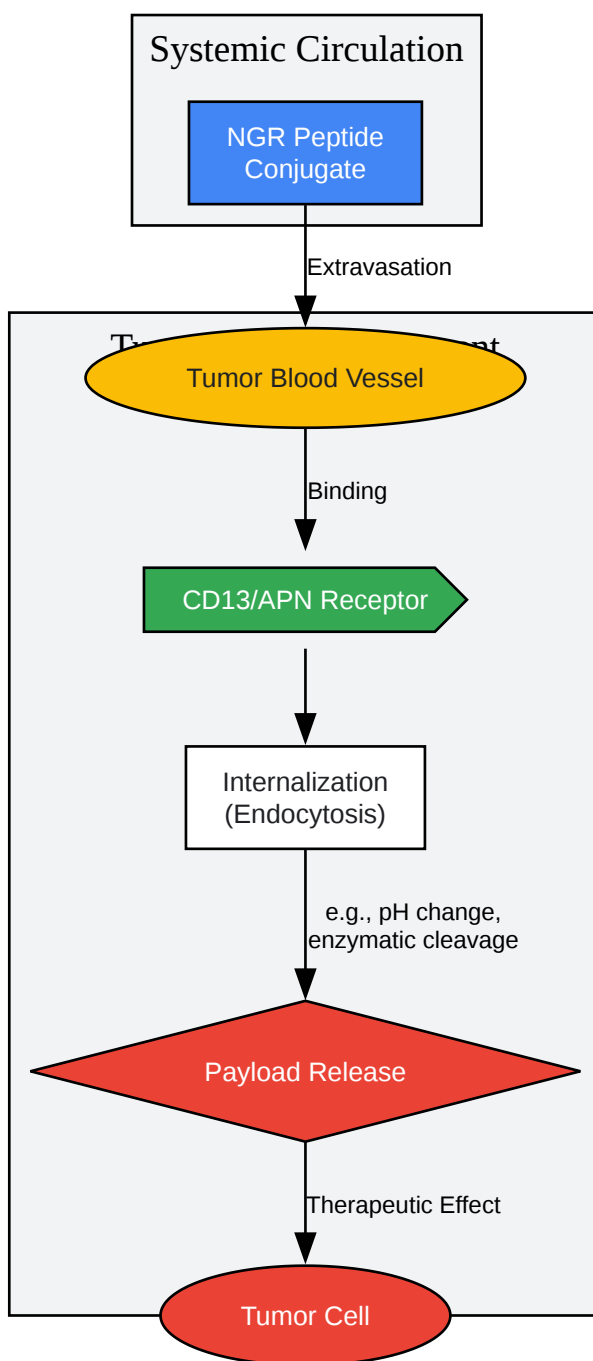 Systemic Circulation
NGR Peptide
Conjugate
Extravasation
Tumor Blood Vessel
Binding
CD13/APN Receptor
Internalization
(Endocytosis)
e.g., pH change,
enzymatic cleavage
Payload Release
Therapeutic Effect
Tumor Cell